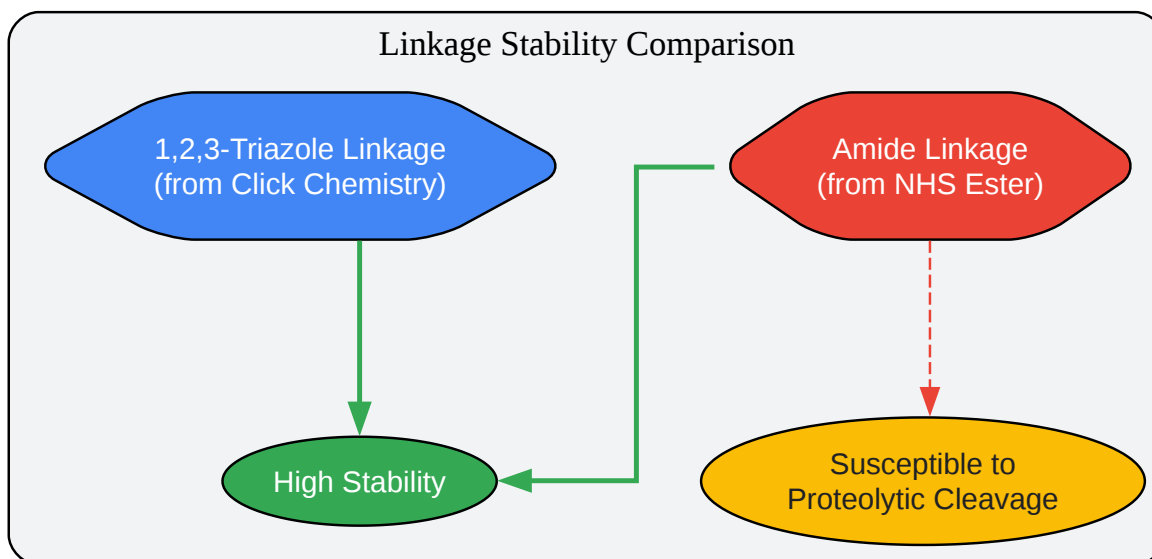 Linkage Stability Comparison
1,2,3-Triazole Linkage
(from Click Chemistry)
Amide Linkage
(from NHS Ester)
High Stability
Susceptible to
Proteolytic Cleavage